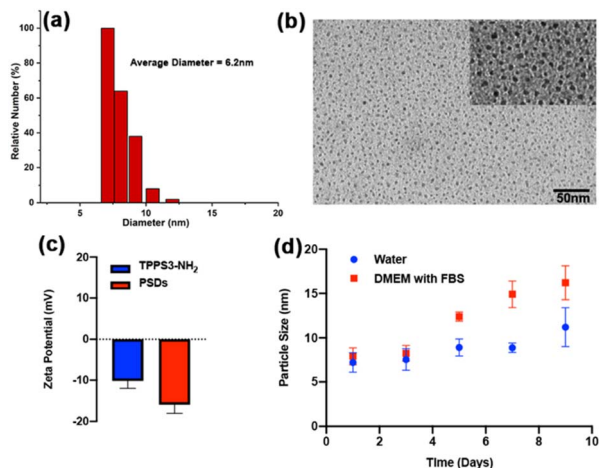 (a)
Average Diameter = 6.2nm
Relative Number (%)
100
80
60
40
20
0
5
10
15
20
Diameter (nm)
(b)
50nm
(c)
TPPS3-NH₂
PSDs
Zeta Potential (mV)
20
10
0
-10
-20
(d)
Water
DMEM with FBS
Particle Size (nm)
20
15
10
5
0
0
2
4
6
8
10
TIme (Days)